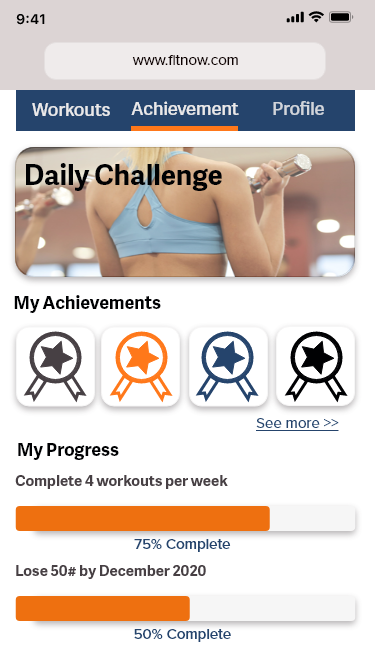 9:41
www.fitnow.com
Workouts Achievement Profile
Daily Challenge
My Achievements
See more >>
My Progress
Complete 4 workouts per week
75% Complete
Lose 50# by December 2020
50% Complete